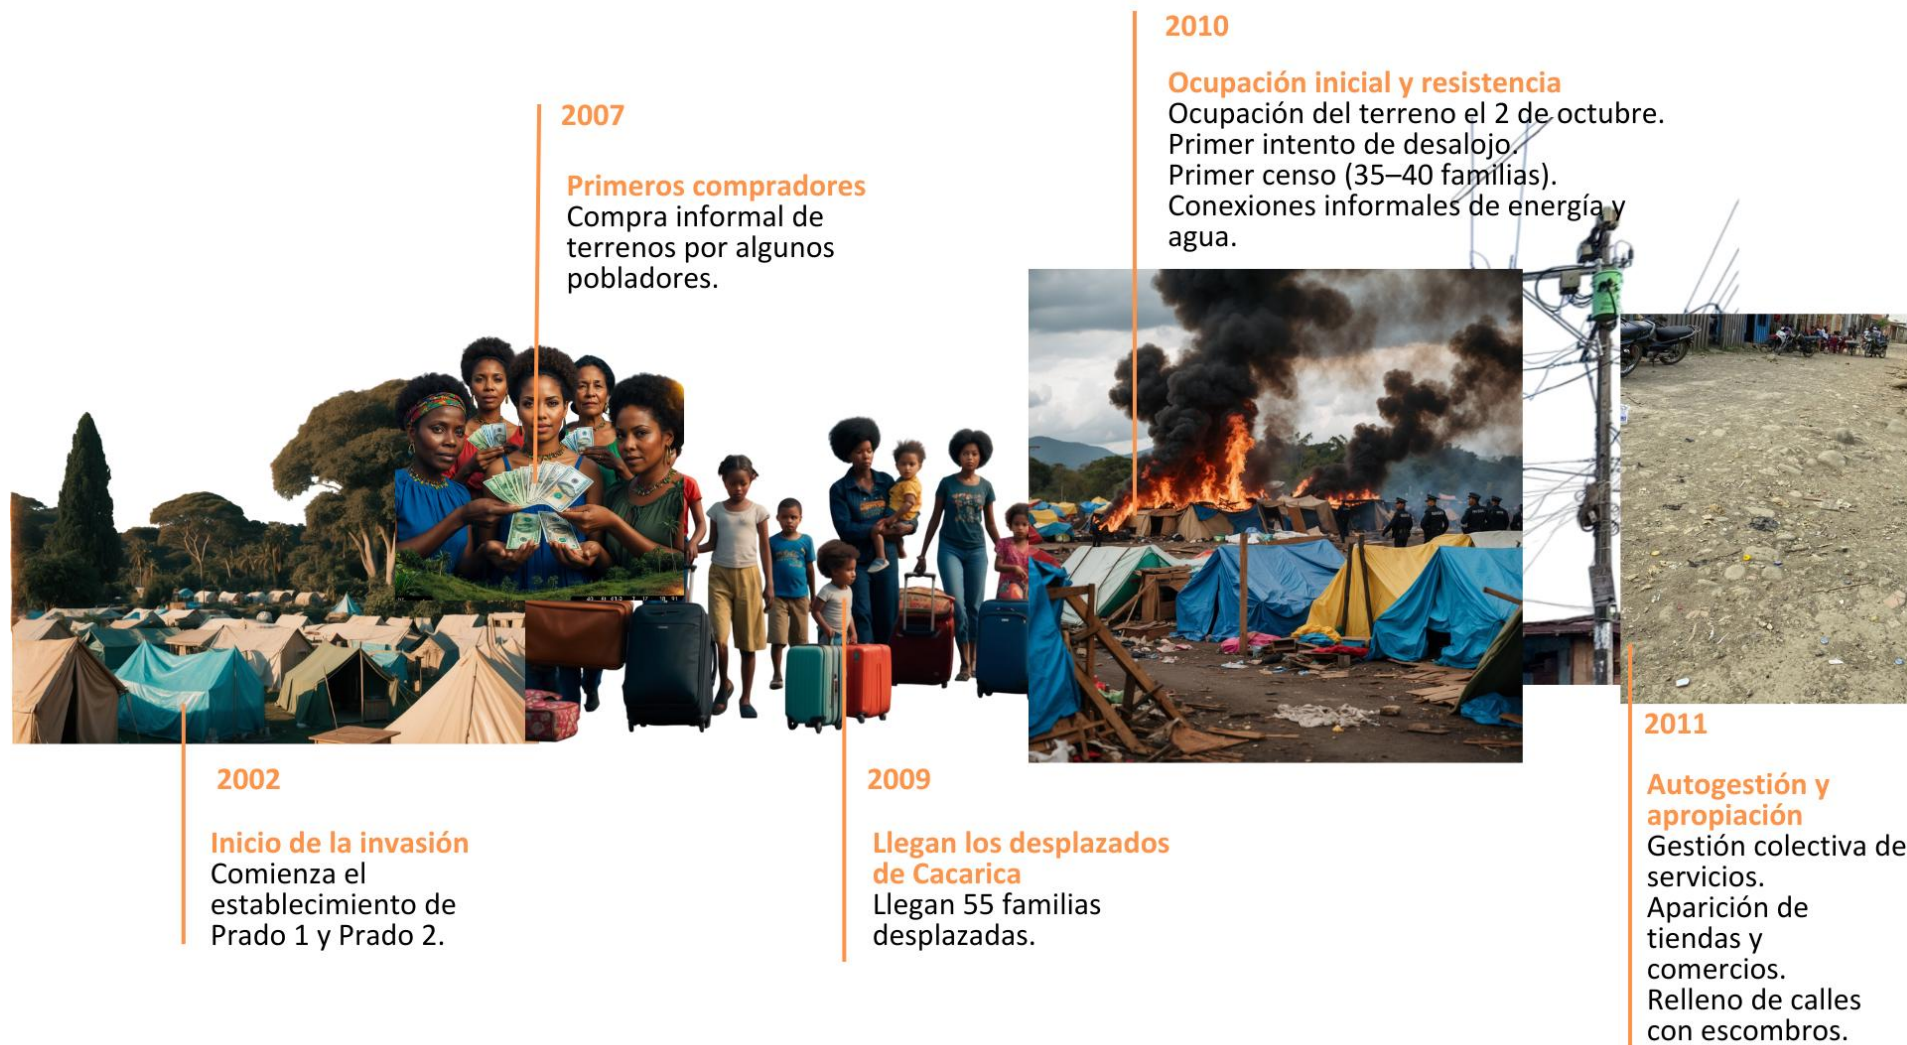 2002
Inicio de la invasión
Comienza el
establecimiento de
Prado 1 y Prado 2.
2007
Primeros compradores
Compra informal de
terrenos por algunos
pobladores.
2009
Llegan los desplazados
de Cacarica
Llegan 55 familias
desplazadas.
2010
Ocupación inicial y resistencia
Ocupación del terreno el 2 de octubre.
Primer intento de desalojo.
Primer censo (35–40 familias).
Conexiones informales de energía y
agua.
2011
Autogestión y
apropiación
Gestión colectiva de
servicios.
Aparición de
tiendas y
comercios.
Relleno de calles
con escombros.